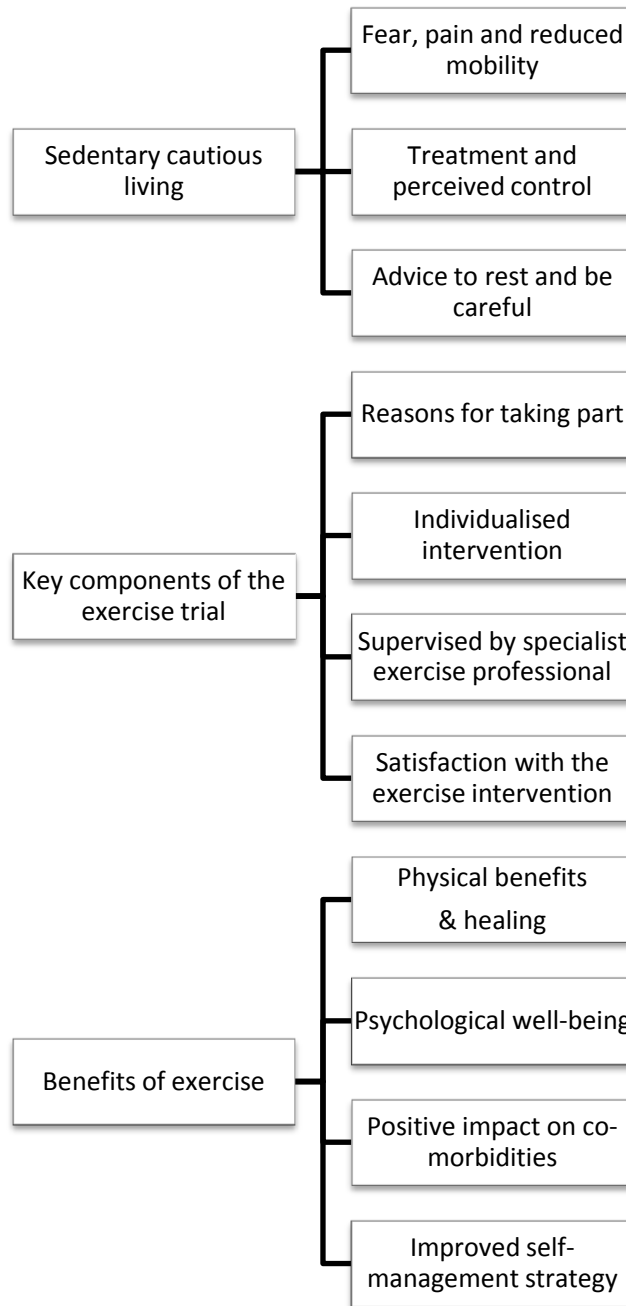 Fear, pain and reduced
mobility
Sedentary cautious
living
Treatment and
perceived control
Advice to rest and be
careful
Reasons for taking part
Individualised
intervention
Key components of the
exercise trial
Supervised by specialist
exercise professional
Satisfaction with the
exercise intervention
Physical benefits
& healing
Psychological well-being
Benefits of exercise
Positive impact on co-
morbidities
Improved self-
management strategy